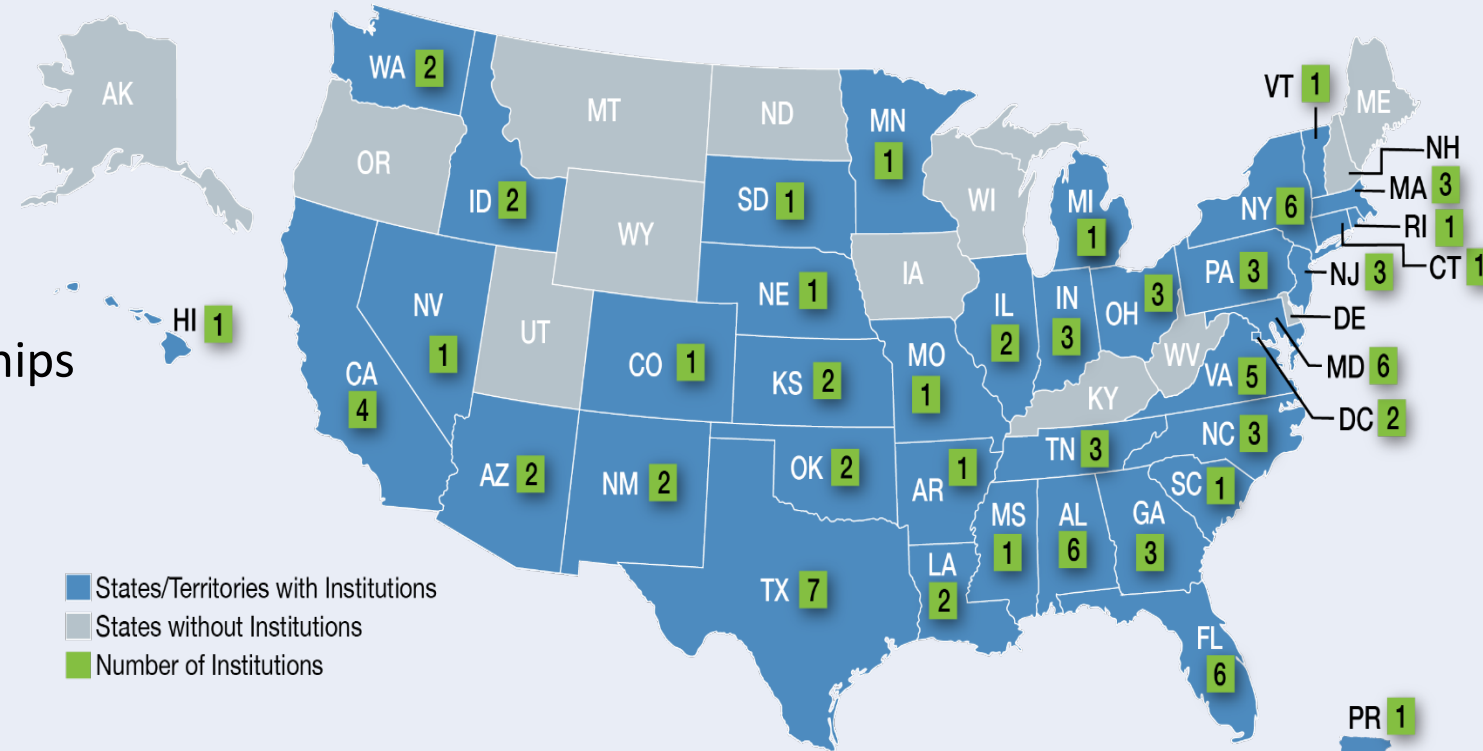 AK
WA 2
MT
ND
MN
1
VT 1
ME
OR
ID 2
SD 1
WI
MI
1
NH
MA 3
NY 6
RI 1
CT 1
WY
IA
NE 1
PA 3
NJ 3
HI 1
NV
1
UT
IL
2
IN
3
OH 3
DE
hips
CA
4
CO 1
KS 2
MO
1
WV
VA 5
MD 6
KY
DC 2
AZ 2
NM 2
OK 2
AR 1
TN 3
NC 3
SC 1
MS
1
AL
6
GA
3
LA
2
TX 7
FL
6
PR 1
States/Territories with Institutions
States without Institutions
Number of Institutions